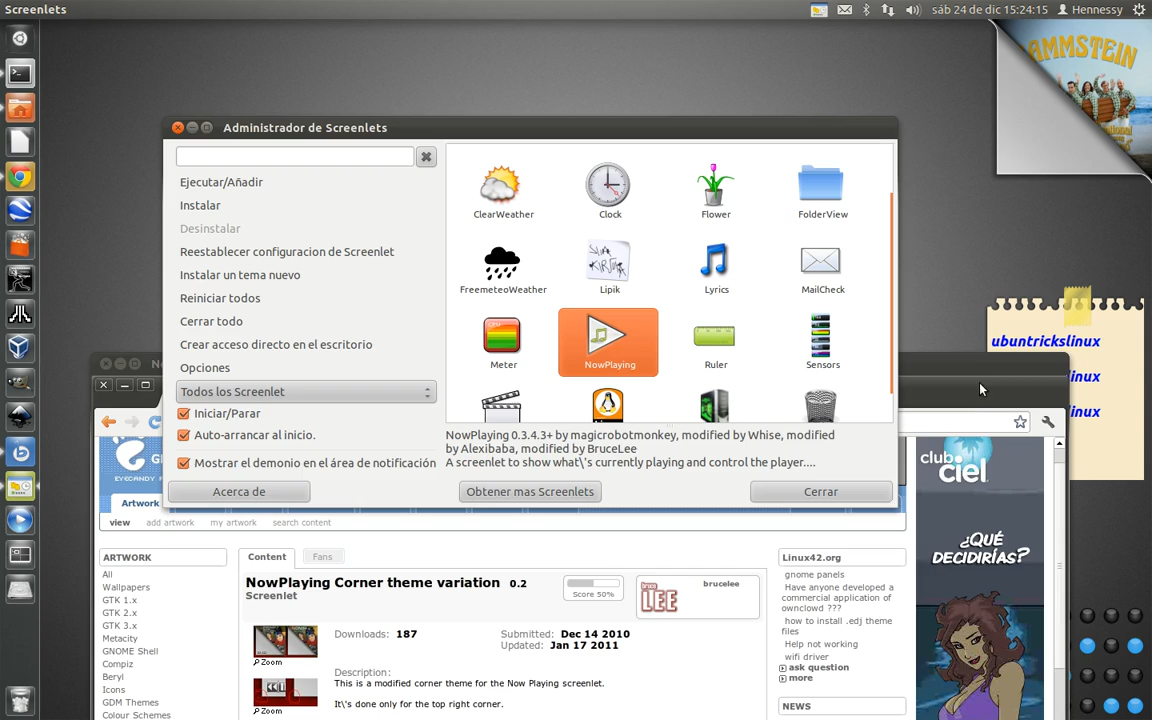 Screenlets
sáb 24 de dic 15:24:15
Hennessy
AMMSTEIN
Administrador de Screenlets
Ejecutar/Añadir
Instalar
Desinstalar
Reestablecer configuracion de Screenlet
Instalar un tema nuevo
Reiniciar todos
Cerrar todo
Crear acceso directo en el escritorio
Opciones
Todos los Screenlet
Iniciar/Parar
Auto-arrancar al inicio.
Mostrar el demonio en el área de notificación
Acerca de
ClearWeather
Clock
Flower
FolderView
FreemeteoWeather
Lipik
Lyrics
MailCheck
Meter
NowPlaying
Ruler
Sensors
NowPlaying 0.3.4.3+ by magicrobotmonkey, modified by Whise, modified
by Alexibaba, modified by BruceLee
A screenlet to show what\'s currently playing and control the player....
Obtener mas Screenlets
Cerrar
ubuntrickslinux
linux
linux
EYECANDY
Artwork
view
add artwork
my artwork
search content
ARTWORK
All
Wallpapers
GTK 1.x
GTK 2.x
GTK 3.x
Metacity
GNOME Shell
Compiz
Beryl
Icons
GDM Themes
Colour Schemes
Content
Fans
NowPlaying Corner theme variation 0.2
Screenlet
Score 50%
LEE
brucelee
Zoom
Zoom
Downloads: 187
Submitted: Dec 14 2010
Updated: Jan 17 2011
Description:
This is a modified corner theme for the Now Playing screenlet.
It\'s done only for the top right corner.
Linux42.org
gnome panels
Have anyone developed a
commercial application of
ownclowd ???
how to install .edj theme
files
Help not working
wifi driver
ask question
more
NEWS
club
ciel
¿QUÉ
DECIDIRÍAS?